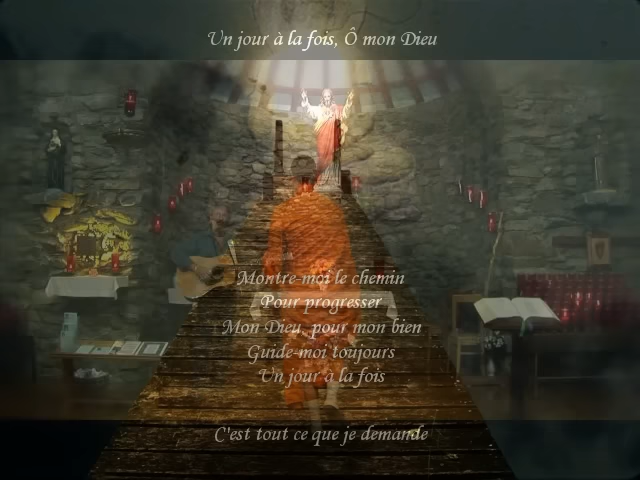 Un jour à la fois, Ô mon Dieu
Montre-moi le chemin
Pour progresser
Mon Dieu, pour mon bien
Guide-moi toujours
Un jour à la fois
C'est tout ce que je demande